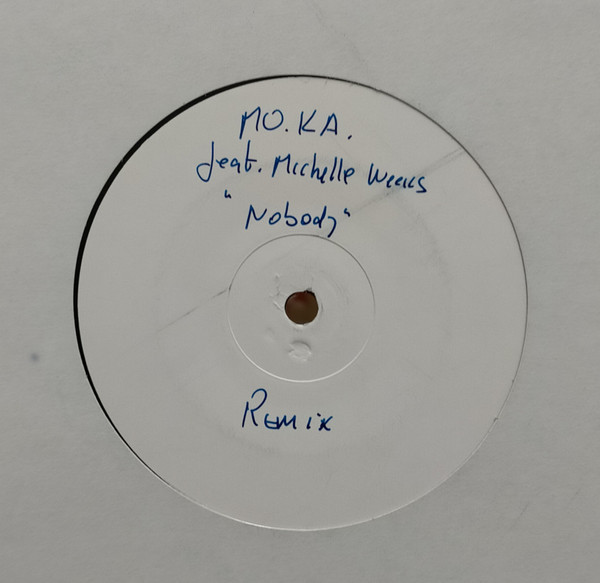 MO.KA.
feat. Michelle Weeks
"Nobody"
Remix